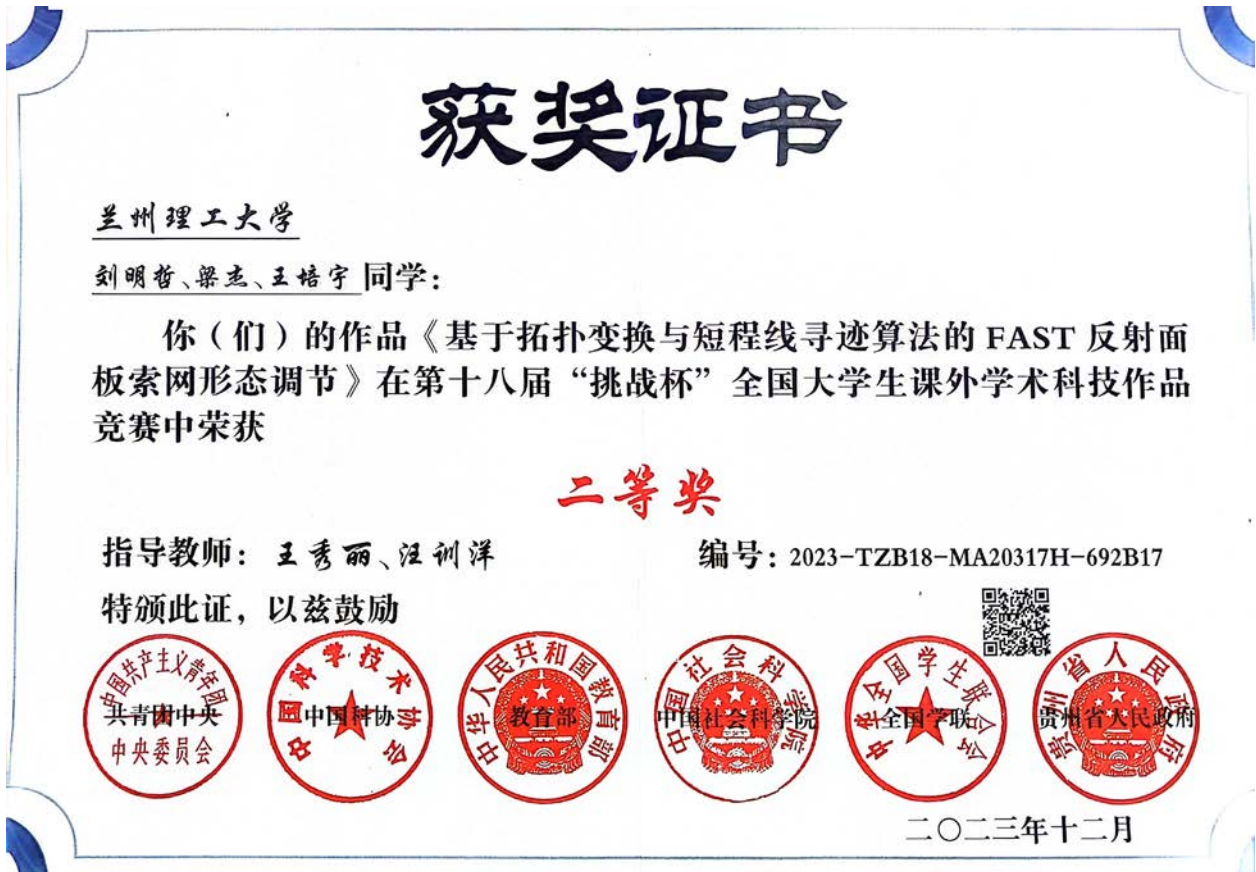 获奖证书
兰州理工大学
刘明哲、梁杰、王培宇同学：
你（们）的作品《基于拓扑变换与短程线寻迹算法的 FAST 反射面
板索网形态调节》在第十八届“挑战杯”全国大学生课外学术科技作品
竞赛中荣获
二等奖
指导教师：王秀丽、汪训洋
编号：2023-TZB18-MA20317H-692B17
特颁此证，以兹鼓励
中国共产主义青年团
共青团中央
中央委员会
中国科学技术协会
中国科协
中华人民共和国教育部
教育部
中国社会科学院
中国社会科学院
中华全国学生联合会
全国学联
贵州省人民政府
贵州省人民政府
二〇二三年十二月